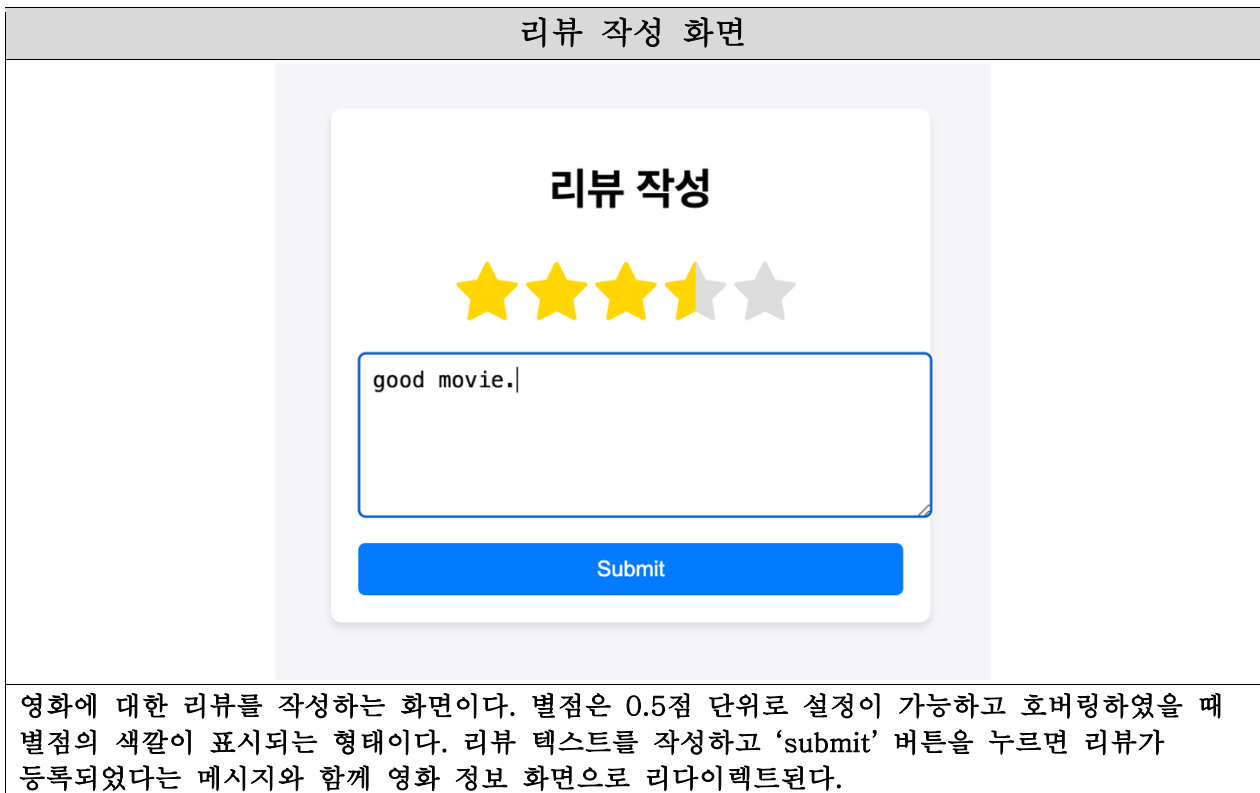 리뷰 작성 화면
리뷰 작성
good movie.
Submit
영화에 대한 리뷰를 작성하는 화면이다. 별점은 0.5점 단위로 설정이 가능하고 호버링하였을 때
별점의 색깔이 표시되는 형태이다. 리뷰 텍스트를 작성하고 ‘submit’ 버튼을 누르면 리뷰가
등록되었다는 메시지와 함께 영화 정보 화면으로 리다이렉트된다.